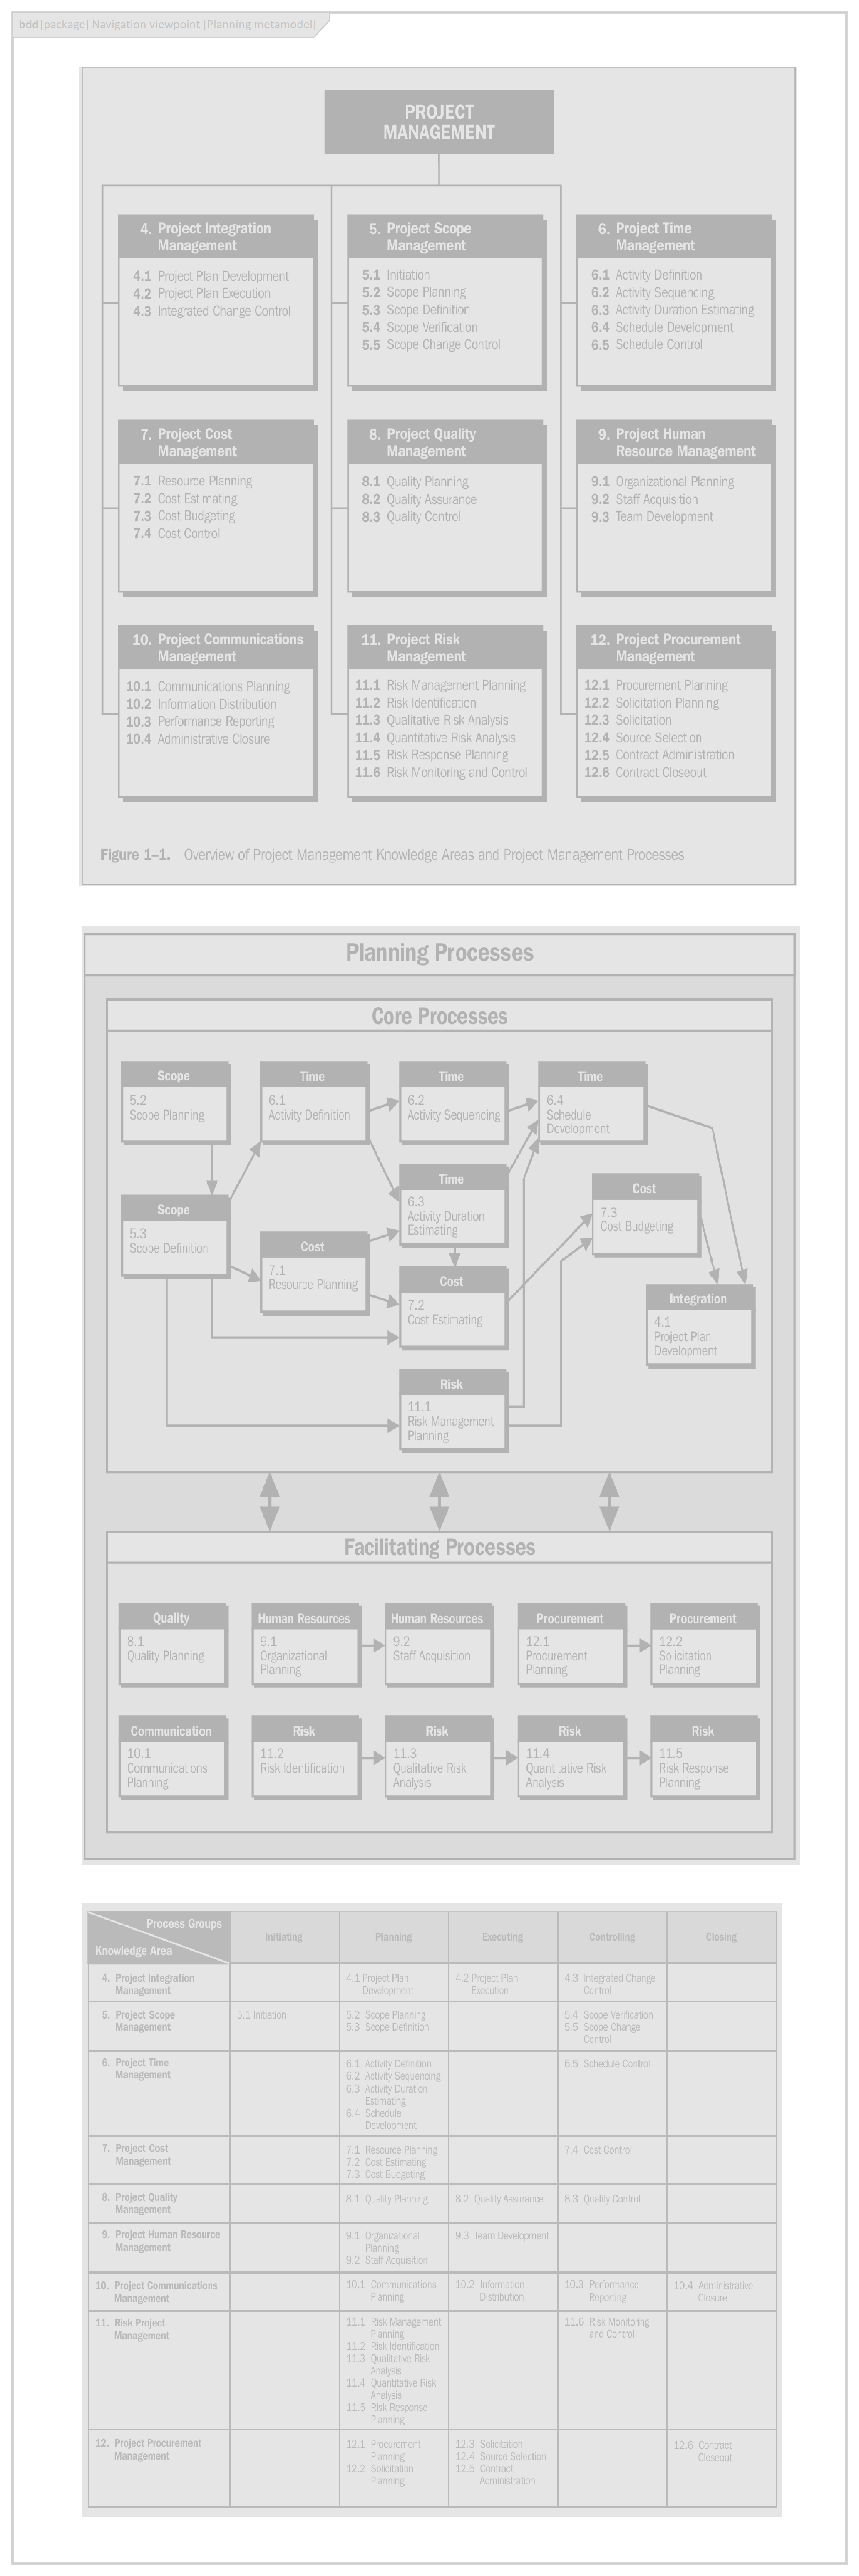 bdd [package] Navigation viewpoint [Planning metamodel]
PROJECT
MANAGEMENT
4. Project Integration
Management
4.1 Project Plan Development
4.2 Project Plan Execution
4.3 Integrated Change Control
5. Project Scope
Management
5.1 Initiation
5.2 Scope Planning
5.3 Scope Definition
5.4 Scope Verification
5.5 Scope Change Control
6. Project Time
Management
6.1 Activity Definition
6.2 Activity Sequencing
6.3 Activity Duration Estimating
6.4 Schedule Development
6.5 Schedule Control
7. Project Cost
Management
7.1 Resource Planning
7.2 Cost Estimating
7.3 Cost Budgeting
7.4 Cost Control
8. Project Quality
Management
8.1 Quality Planning
8.2 Quality Assurance
8.3 Quality Control
9. Project Human
Resource Management
9.1 Organizational Planning
9.2 Staff Acquisition
9.3 Team Development
10. Project Communications
Management
10.1 Communications Planning
10.2 Information Distribution
10.3 Performance Reporting
10.4 Administrative Closure
11. Project Risk
Management
11.1 Risk Management Planning
11.2 Risk Identification
11.3 Qualitative Risk Analysis
11.4 Quantitative Risk Analysis
11.5 Risk Response Planning
11.6 Risk Monitoring and Control
12. Project Procurement
Management
12.1 Procurement Planning
12.2 Solicitation Planning
12.3 Solicitation
12.4 Source Selection
12.5 Contract Administration
12.6 Contract Closeout
Figure 1–1. Overview of Project Management Knowledge Areas and Project Management Processes
Planning Processes
Core Processes
Scope
5.2
Scope Planning
Time
6.1
Activity Definition
Time
6.2
Activity Sequencing
Time
6.4
Schedule
Development
Scope
5.3
Scope Definition
Time
6.3
Activity Duration
Estimating
Cost
7.3
Cost Budgeting
Cost
7.1
Resource Planning
Cost
7.2
Cost Estimating
Integration
4.1
Project Plan
Development
Risk
11.1
Risk Management
Planning
Facilitating Processes
Quality
8.1
Quality Planning
Human Resources
9.1
Organizational
Planning
Human Resources
9.2
Staff Acquisition
Procurement
12.1
Procurement
Planning
Procurement
12.2
Solicitation
Planning
Communication
10.1
Communications
Planning
Risk
11.2
Risk Identification
Risk
11.3
Qualitative Risk
Analysis
Risk
11.4
Quantitative Risk
Analysis
Risk
11.5
Risk Response
Planning
Process Groups
Knowledge Area
Initiating
Planning
Executing
Controlling
Closing
4. Project Integration
Management
4.1 Project Plan
Development
4.2 Project Plan
Execution
4.3 Integrated Change
Control
5. Project Scope
Management
5.1 Initiation
5.2 Scope Planning
5.3 Scope Definition
5.4 Scope Verification
5.5 Scope Change
Control
6. Project Time
Management
6.1 Activity Definition
6.2 Activity Sequencing
6.3 Activity Duration
Estimating
6.4 Schedule
Development
6.5 Schedule Control
7. Project Cost
Management
7.1 Resource Planning
7.2 Cost Estimating
7.3 Cost Budgeting
7.4 Cost Control
8. Project Quality
Management
8.1 Quality Planning
8.2 Quality Assurance
8.3 Quality Control
9. Project Human Resource
Management
9.1 Organizational
Planning
9.2 Staff Acquisition
9.3 Team Development
10. Project Communications
Management
10.1 Communications
Planning
10.2 Information
Distribution
10.3 Performance
Reporting
10.4 Administrative
Closure
11. Risk Project
Management
11.1 Risk Management
Planning
11.2 Risk Identification
11.3 Qualitative Risk
Analysis
11.4 Quantitative Risk
Analysis
11.5 Risk Response
Planning
11.6 Risk Monitoring
and Control
12. Project Procurement
Management
12.1 Procurement
Planning
12.2 Solicitation
Planning
12.3 Solicitation
12.4 Source Selection
12.5 Contract
Administration
12.6 Contract
Closeout